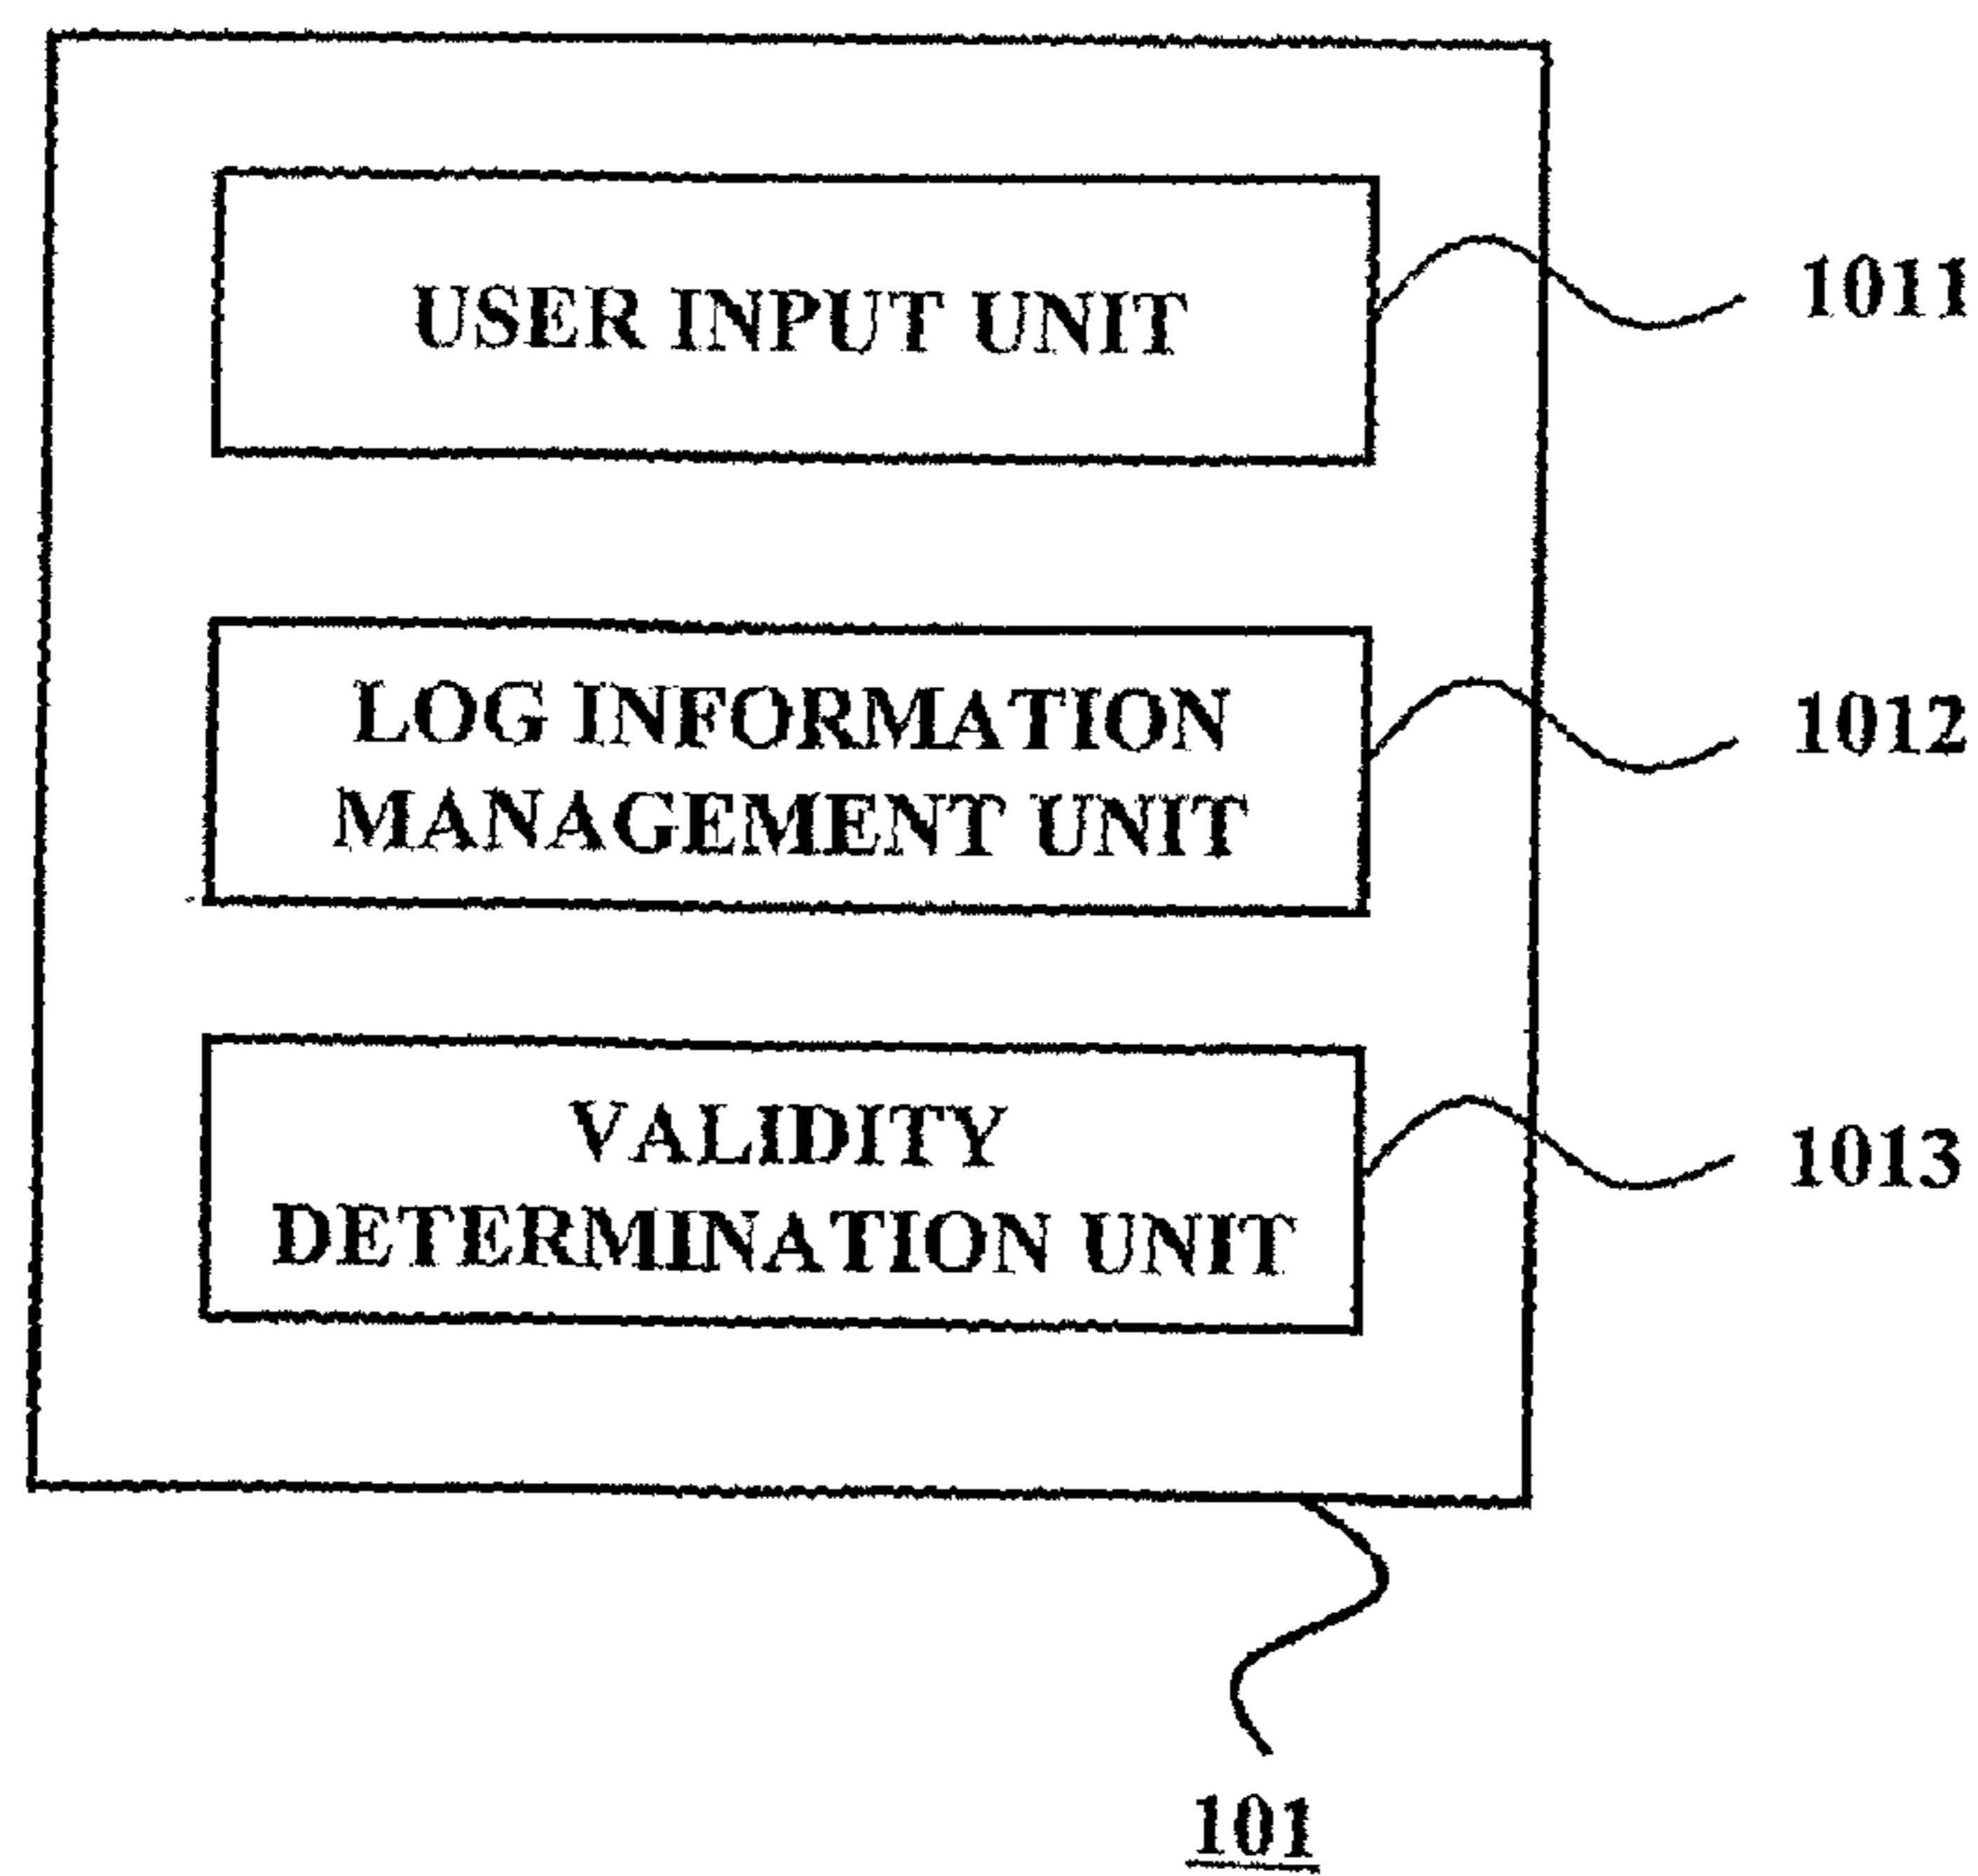 USER INPUT UNIT
1011
LOG INFORMATION
MANAGEMENT UNIT
1012
VALIDITY
DETERMINATION UNIT
1013
101